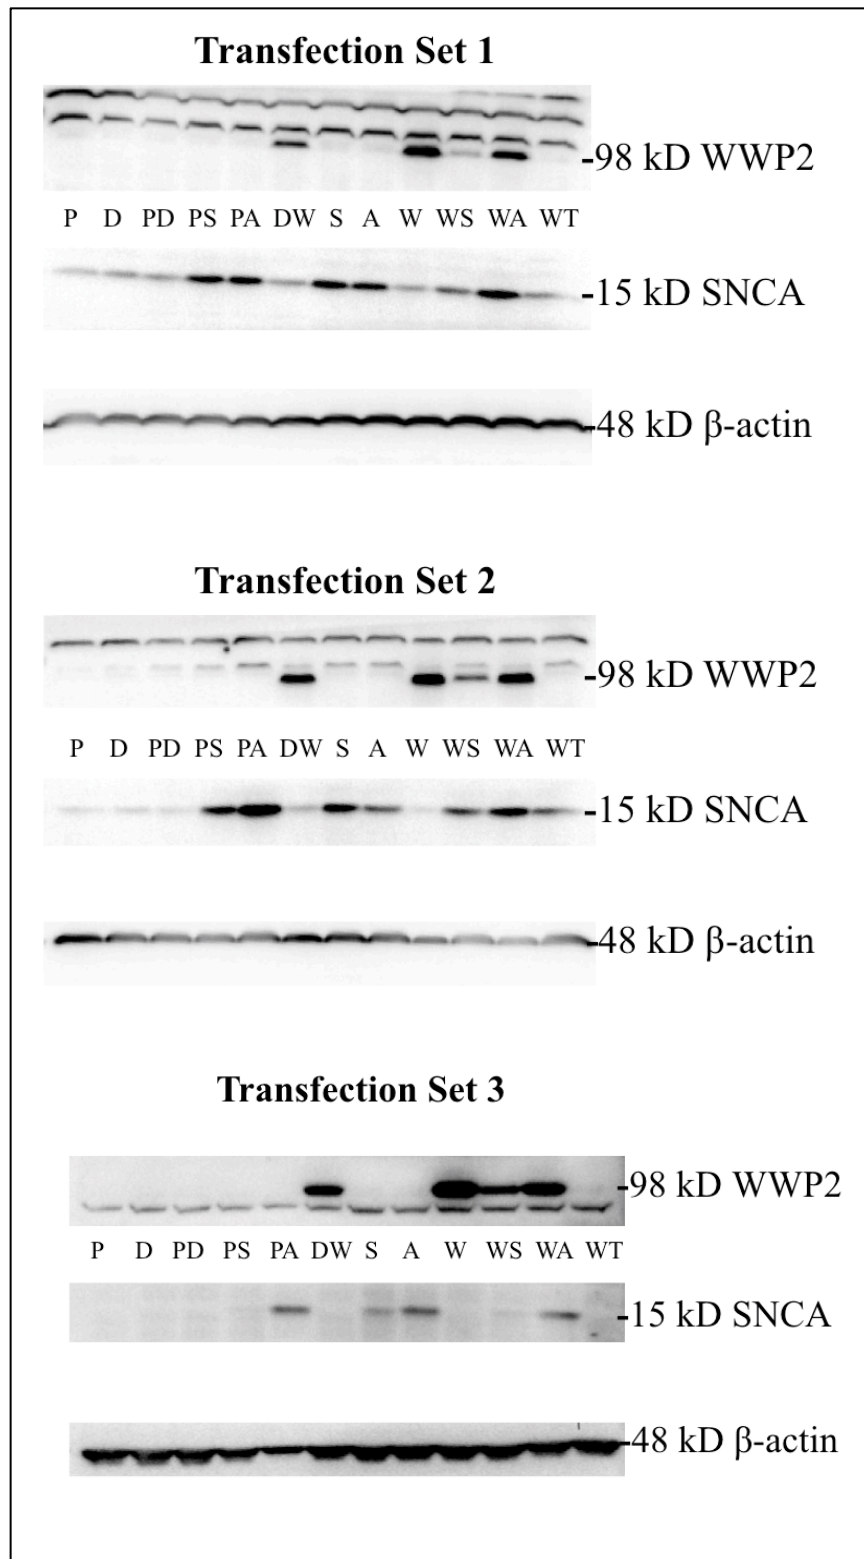 Transfection Set 1
-98 kD WWP2
P D PD PS PA DW S A W WS WA WT
-15 kD SNCA
-48 kD β-actin
Transfection Set 2
-98 kD WWP2
P D PD PS PA DW S A W WS WA WT
-15 kD SNCA
-48 kD β-actin
Transfection Set 3
-98 kD WWP2
P D PD PS PA DW S A W WS WA WT
-15 kD SNCA
-48 kD β-actin